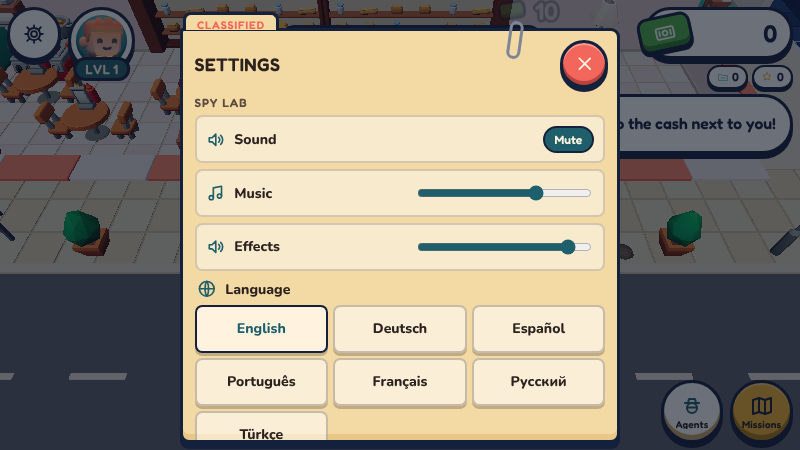 CLASSIFIED
10
SETTINGS
0
LVL 1
0
0
SPY LAB
the cash next to you!
Sound
Mute
Music
Effects
Language
English
Deutsch
Español
Português
Français
Русский
Türkçe
Agents
Missions